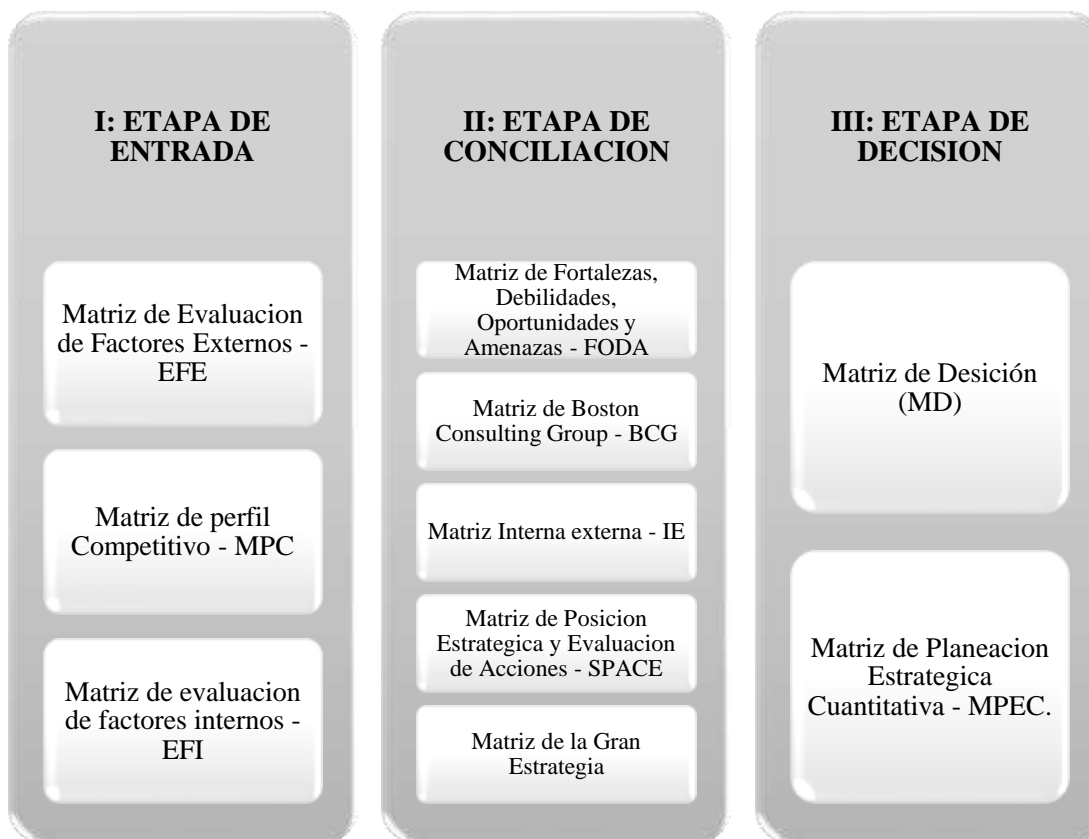 I: ETAPA DE
ENTRADA
Matriz de Evaluacion
de Factores Externos -
EFE
Matriz de perfil
Competitivo - MPC
Matriz de evaluacion
de factores internos -
EFI
II: ETAPA DE
CONCILIACION
Matriz de Fortalezas,
Debilidades,
Oportunidades y
Amenazas - FODA
Matriz de Boston
Consulting Group - BCG
Matriz Interna externa - IE
Matriz de Posicion
Estrategica y Evaluacion
de Acciones - SPACE
Matriz de la Gran
Estrategia
III: ETAPA DE
DECISION
Matriz de Desición
(MD)
Matriz de Planeacion
Estrategica
Cuantitativa - MPEC.